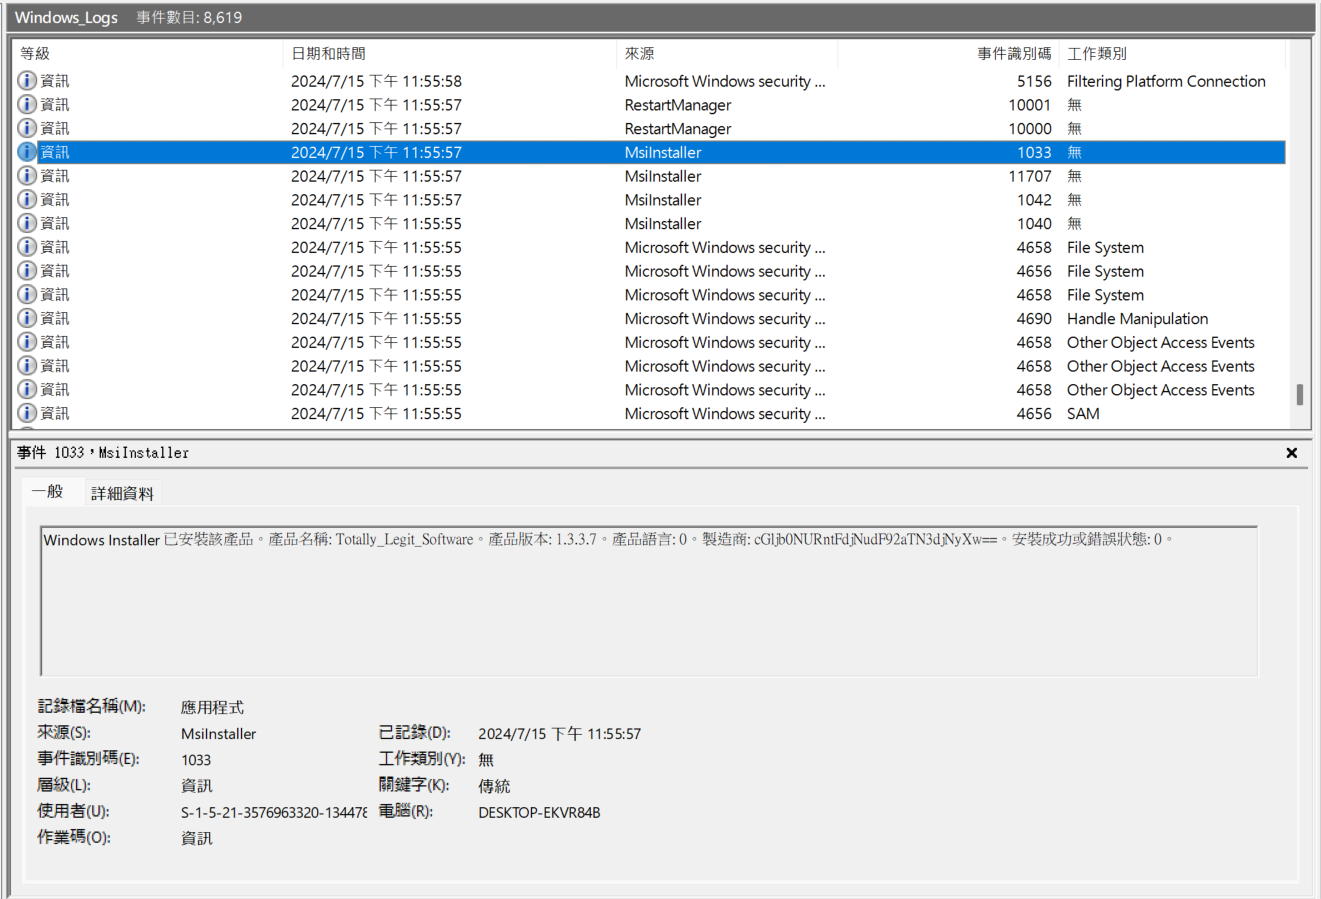 Windows_Logs 事件數目: 8,619
等級 日期和時間 來源 事件識別碼 工作類別
資訊 2024/7/15 下午 11:55:58 Microsoft Windows security ... 5156 Filtering Platform Connection
資訊 2024/7/15 下午 11:55:57 RestartManager 10001 無
資訊 2024/7/15 下午 11:55:57 RestartManager 10000 無
資訊 2024/7/15 下午 11:55:57 MsiInstaller 1033 無
資訊 2024/7/15 下午 11:55:57 MsiInstaller 11707 無
資訊 2024/7/15 下午 11:55:57 MsiInstaller 1042 無
資訊 2024/7/15 下午 11:55:55 MsiInstaller 1040 無
資訊 2024/7/15 下午 11:55:55 Microsoft Windows security ... 4658 File System
資訊 2024/7/15 下午 11:55:55 Microsoft Windows security ... 4656 File System
資訊 2024/7/15 下午 11:55:55 Microsoft Windows security ... 4658 File System
資訊 2024/7/15 下午 11:55:55 Microsoft Windows security ... 4690 Handle Manipulation
資訊 2024/7/15 下午 11:55:55 Microsoft Windows security ... 4658 Other Object Access Events
資訊 2024/7/15 下午 11:55:55 Microsoft Windows security ... 4658 Other Object Access Events
資訊 2024/7/15 下午 11:55:55 Microsoft Windows security ... 4658 Other Object Access Events
資訊 2024/7/15 下午 11:55:55 Microsoft Windows security ... 4656 SAM
事件 1033，MsiInstaller
一般 詳細資料
Windows Installer 已安裝該產品。產品名稱: Totally_Legit_Software。產品版本: 1.3.3.7。產品語言: 0。製造商: cGljb0NURntFdjNudF92aTN3djNyXw==。安裝成功或錯誤狀態: 0。
記錄檔名稱(M): 應用程式
來源(S): MsiInstaller 已記錄(D): 2024/7/15 下午 11:55:57
事件識別碼(E): 1033 工作類別(Y): 無
層級(L): 資訊 關鍵字(K): 傳統
使用者(U): S-1-5-21-3576963320-134478 電腦(R): DESKTOP-EKVR84B
作業碼(O): 資訊